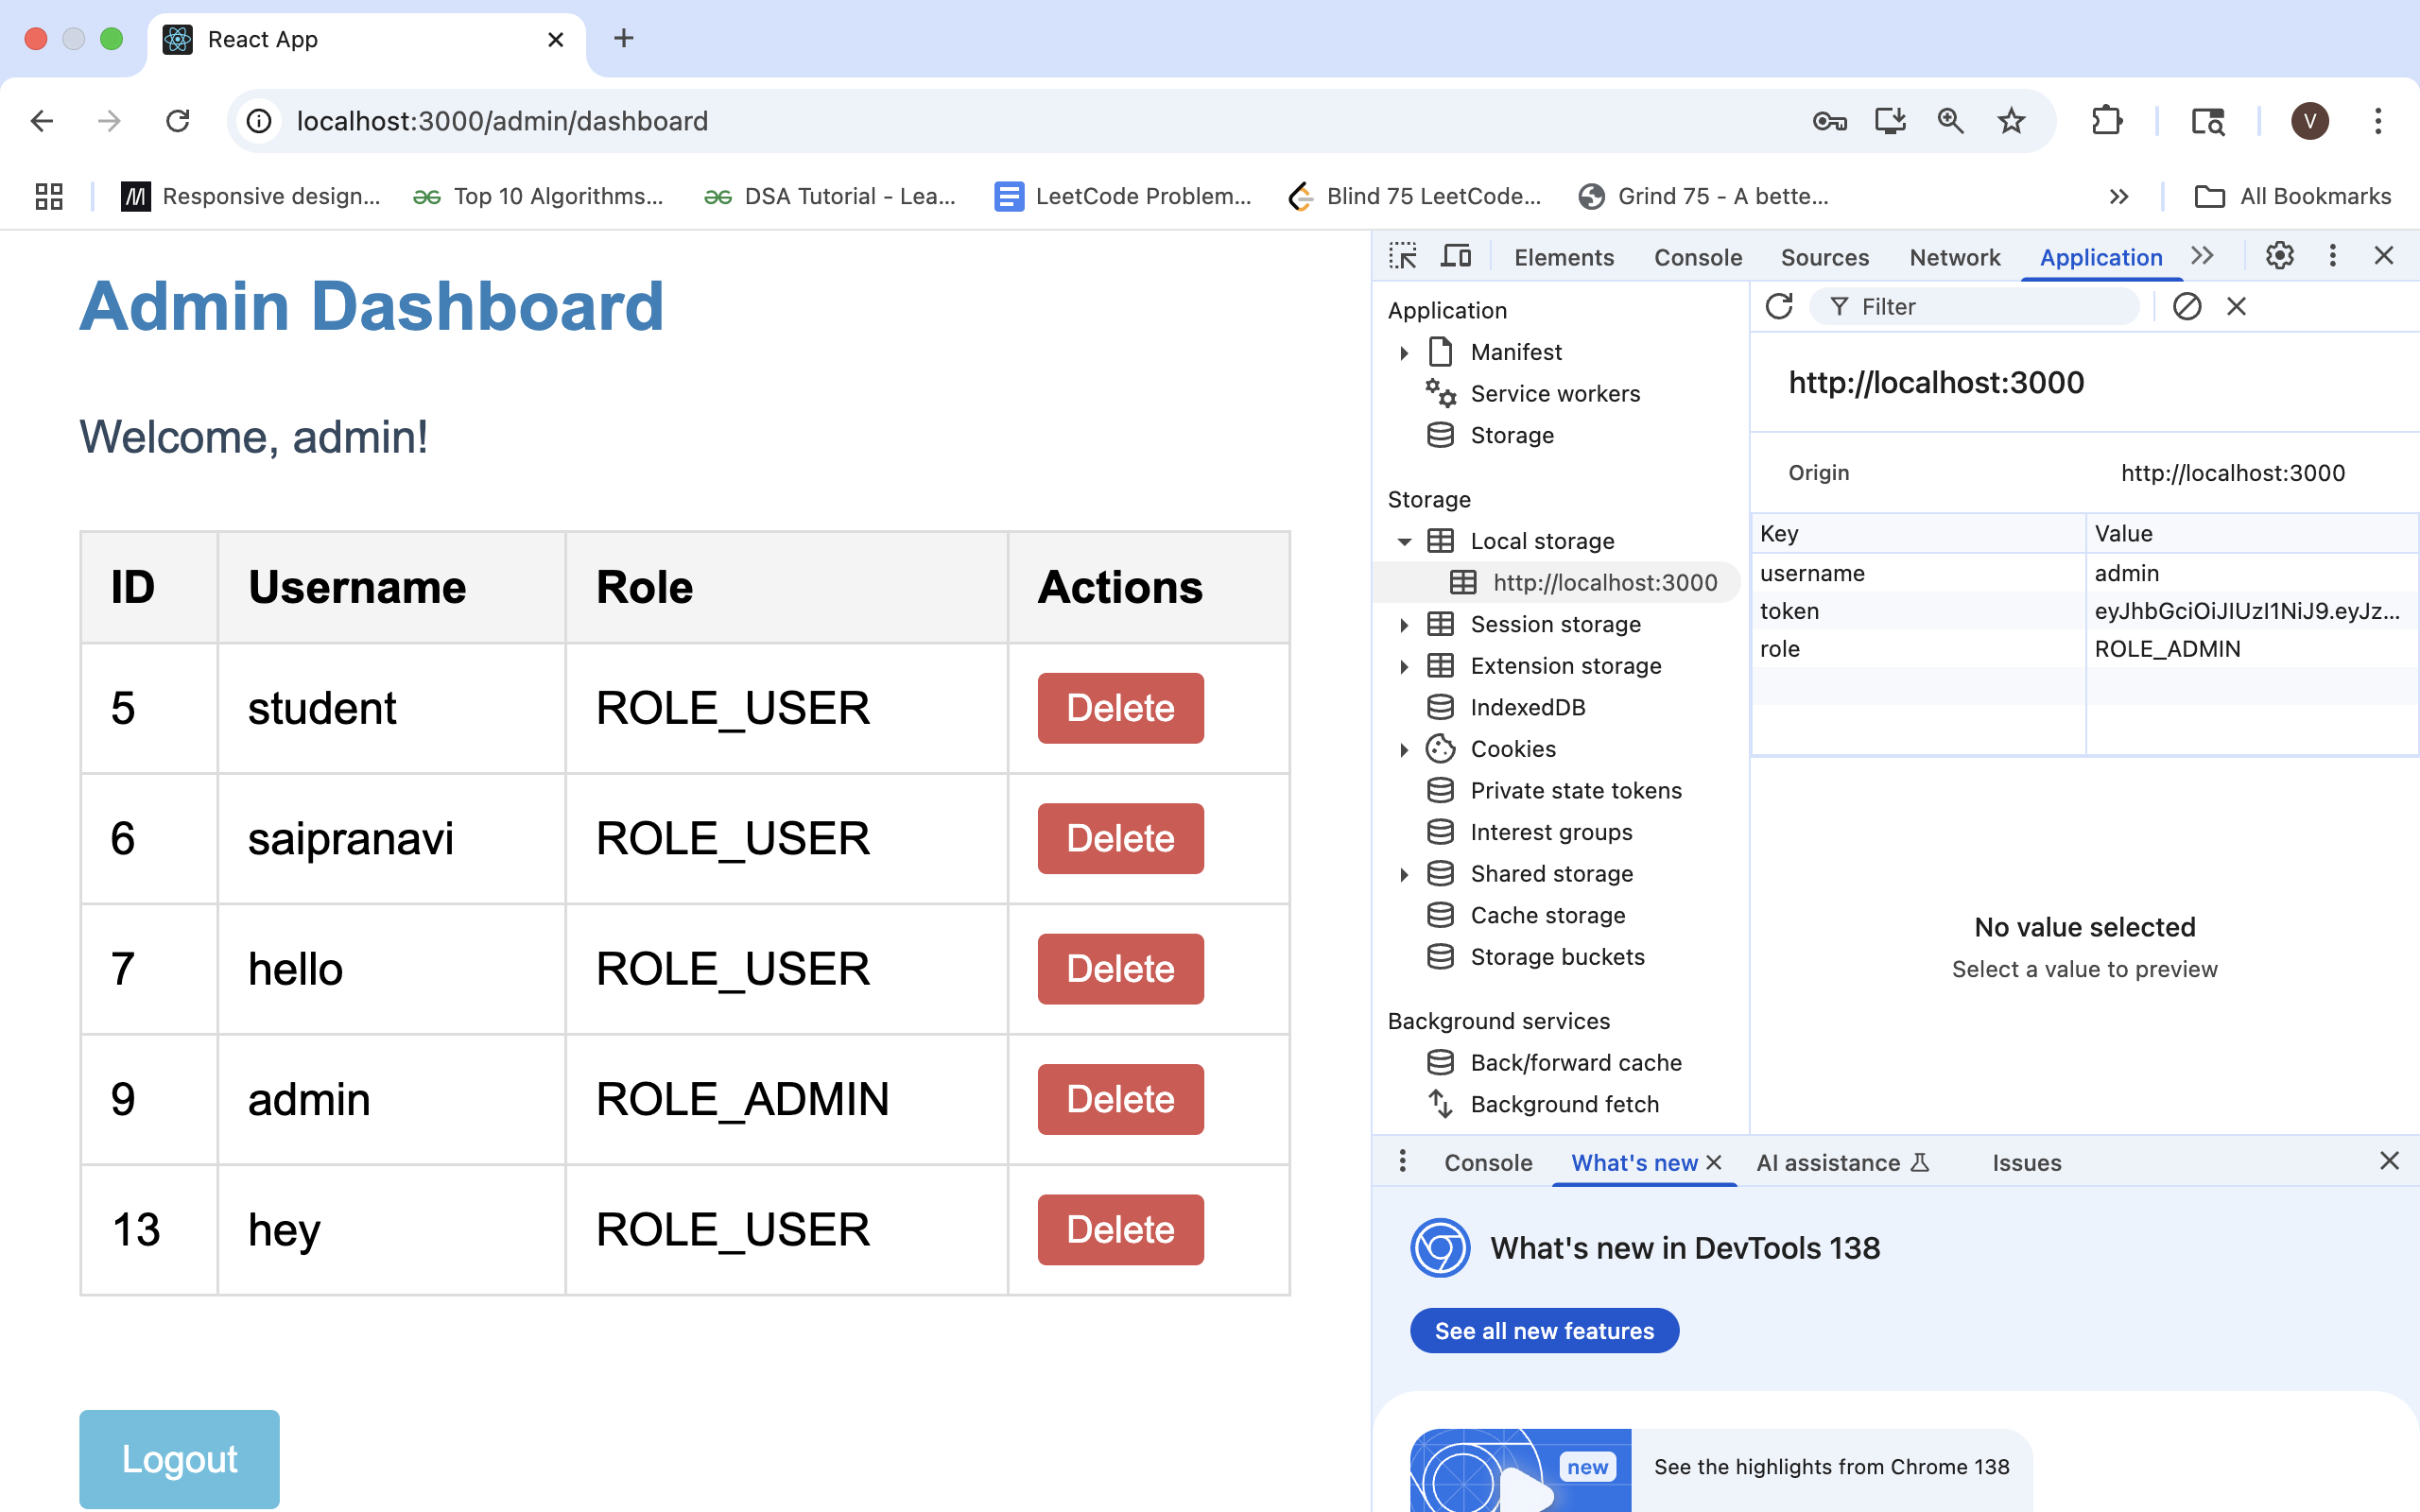 React App
localhost:3000/admin/dashboard
V
Responsive design...
Top 10 Algorithms...
DSA Tutorial - Lea...
LeetCode Problem...
Blind 75 LeetCode...
Grind 75 - A bette...
All Bookmarks
Admin Dashboard
Welcome, admin!
ID Username Role Actions
5 student ROLE_USER Delete
6 saipranavi ROLE_USER Delete
7 hello ROLE_USER Delete
9 admin ROLE_ADMIN Delete
13 hey ROLE_USER Delete
Logout
Elements Console Sources Network Application
Application
Manifest
Service workers
Storage
Storage
Local storage
http://localhost:3000
Session storage
Extension storage
IndexedDB
Cookies
Private state tokens
Interest groups
Shared storage
Cache storage
Storage buckets
Background services
Back/forward cache
Background fetch
Filter
http://localhost:3000
Origin http://localhost:3000
Key Value
username admin
token eyJhbGciOiJIUzI1NiJ9.eyJz...
role ROLE_ADMIN
No value selected
Select a value to preview
Console What's new AI assistance Issues
What's new in DevTools 138
See all new features
new
See the highlights from Chrome 138